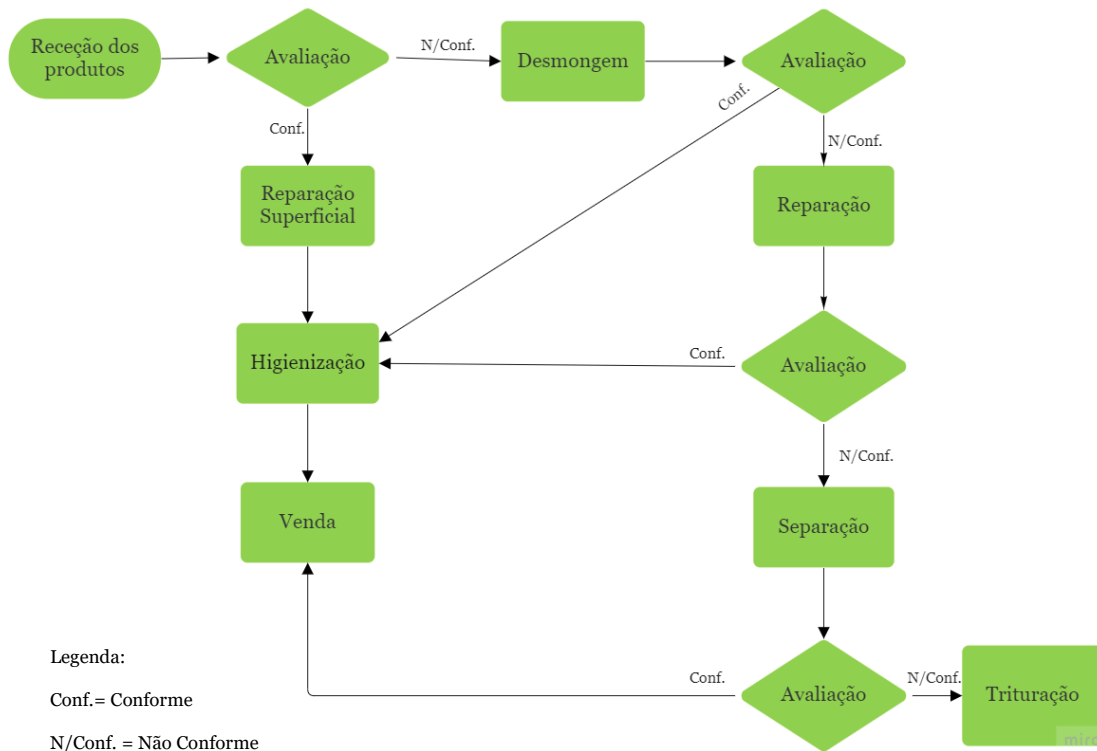 Receção dos
produtos
Avaliação
N/Conf.
Desmongem
Avaliação
Conf.
Conf.
N/Conf.
Reparação
Superficial
Reparação
Higienização
Conf.
Avaliação
N/Conf.
Venda
Separação
Legenda:
Conf.= Conforme
N/Conf. = Não Conforme
Conf.
Avaliação
N/Conf.
Trituração
miro